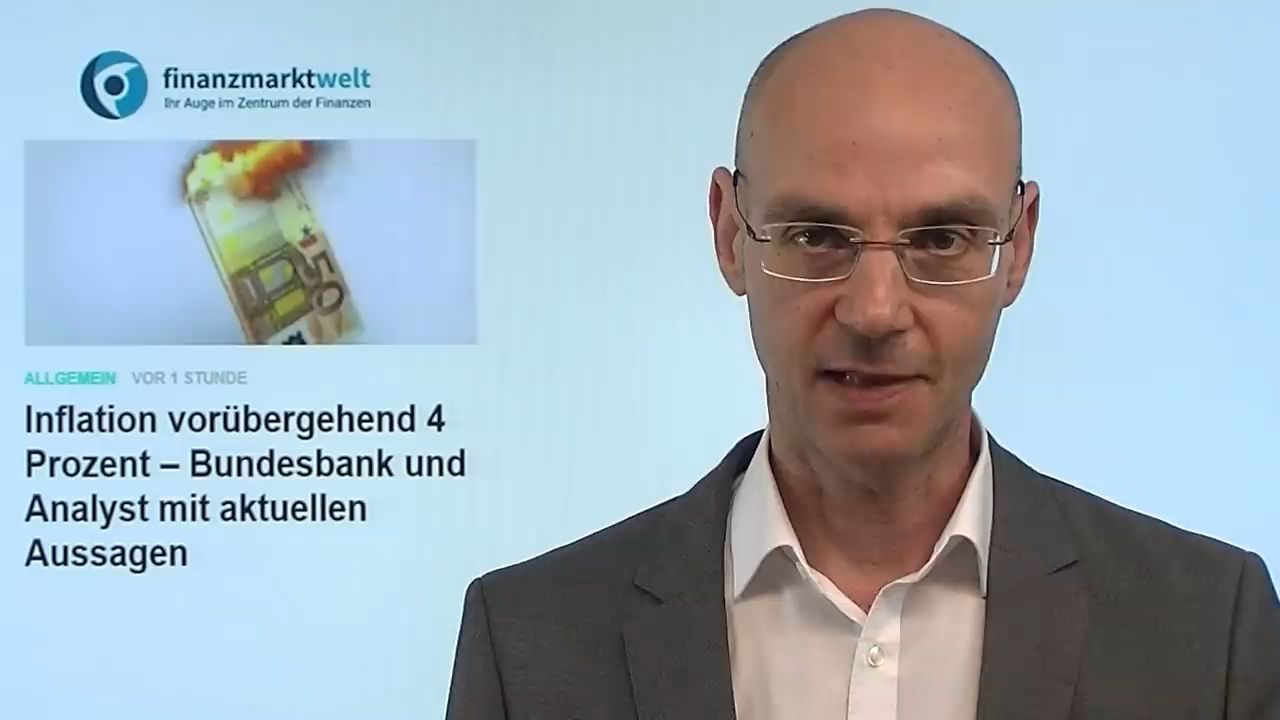 finanzmarktwelt
Ihr Auge im Zentrum der Finanzen
50
ALLGEMEIN VOR 1 STUNDE
Inflation vorübergehend 4
Prozent – Bundesbank und
Analyst mit aktuellen
Aussagen